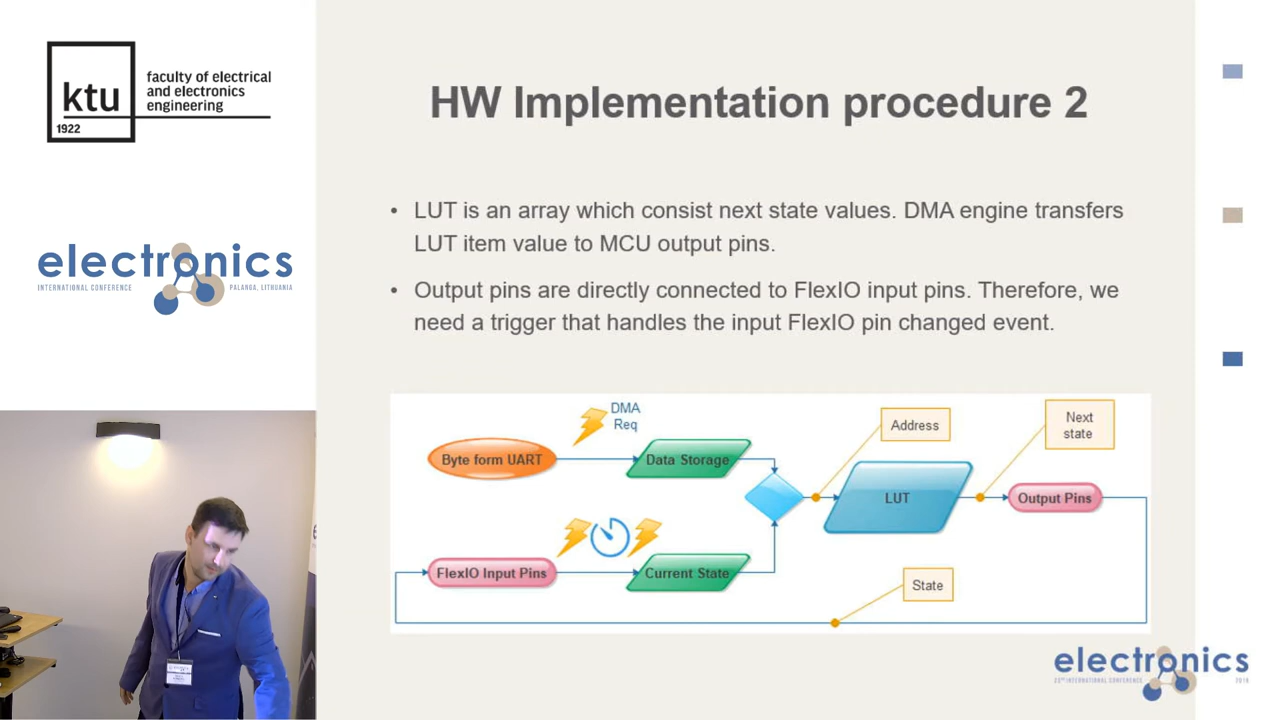 ktu
1922
faculty of electrical
and electronics
engineering
electronics
INTERNATIONAL CONFERENCE
PALANGA, LITHUANIA
HW Implementation procedure 2
• LUT is an array which consist next state values. DMA engine transfers
LUT item value to MCU output pins.
• Output pins are directly connected to FlexIO input pins. Therefore, we
need a trigger that handles the input FlexIO pin changed event.
DMA
Req
Address
Next
state
Byte form UART
Data Storage
LUT
Output Pins
FlexIO Input Pins
Current State
State
electronics
INTERNATIONAL CONFERENCE